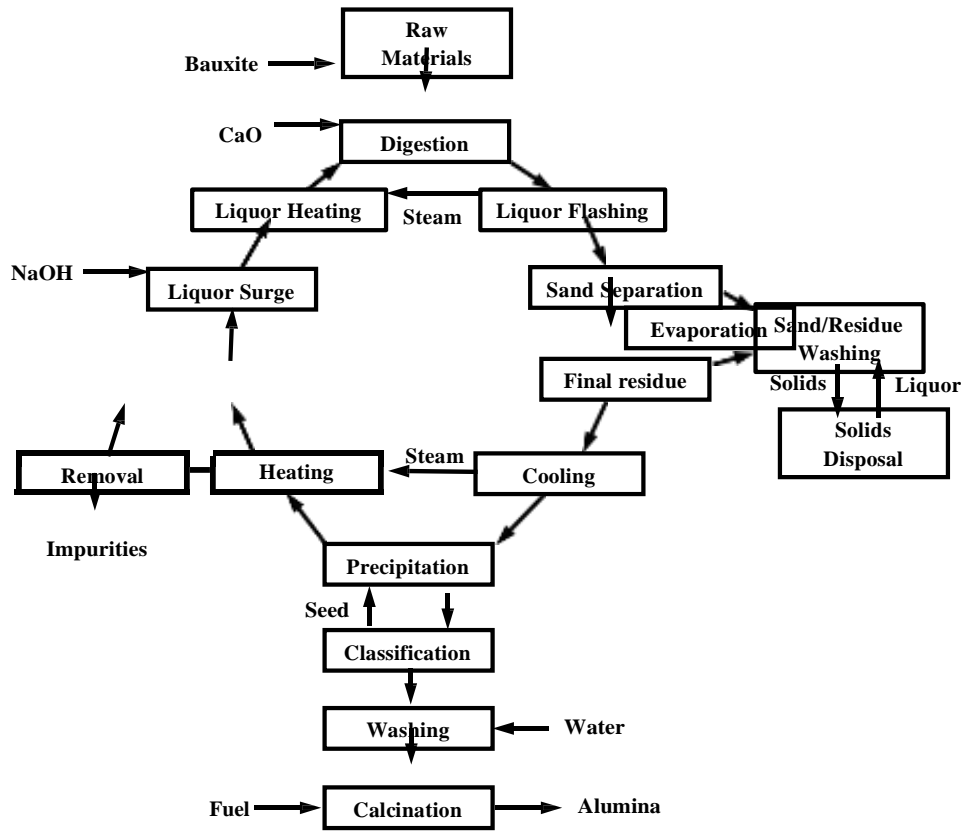 Raw
Materials
Bauxite
CaO
Digestion
Liquor Heating
Steam
Liquor Flashing
NaOH
Liquor Surge
Sand Separation
Evaporation
Sand/Residue
Washing
Final residue
Solids
Liquor
Solids
Disposal
Removal
Heating
Steam
Cooling
Impurities
Precipitation
Seed
Classification
Washing
Water
Fuel
Calcination
Alumina